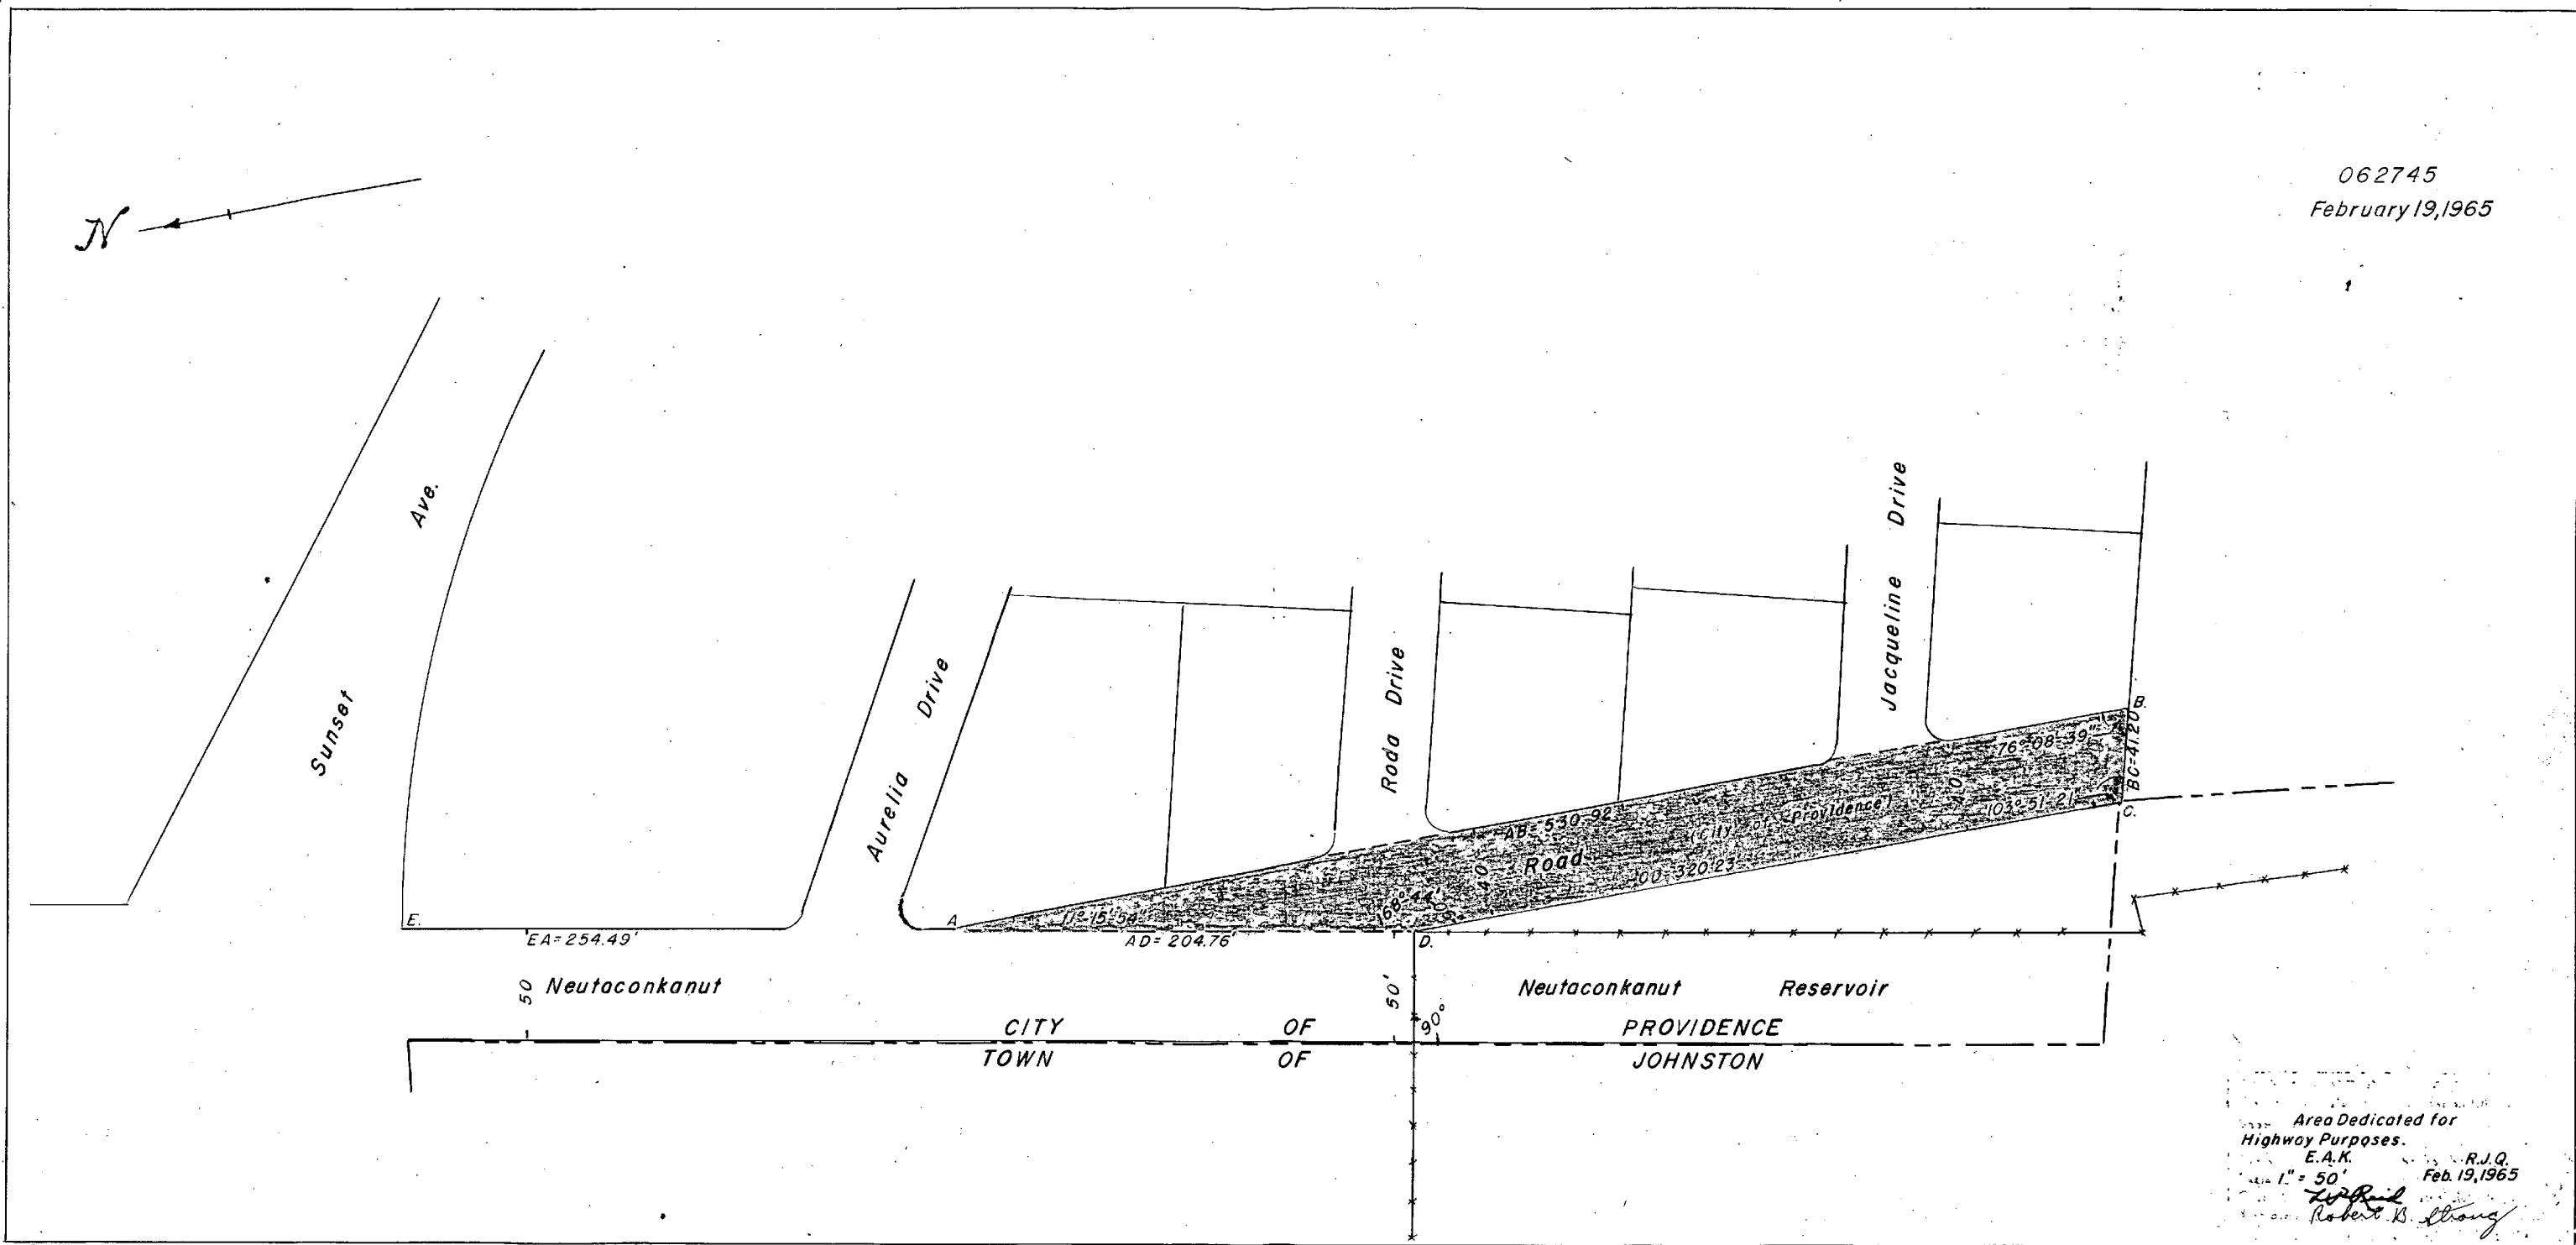 062745
February 19, 1965
N
Sunset Ave.
Aurelia Drive
Roda Drive
Jacqueline Drive
B.
76°-08'-39"
BC=41.20
40'
AB= 530.92'
(City of Providence)
103°-51'-21"
C.
40'
Road
320.23
168°-44'
11°-15'-54"
E.
A
D.
EA=254.49'
AD= 204.76'
50 Neutaconkanut
50'
Neutaconkanut Reservoir
90°
CITY OF PROVIDENCE
TOWN OF JOHNSTON
Area Dedicated for
Highway Purposes.
E.A.K. R.J.Q.
1" = 50' Feb. 19, 1965
Reid
Robert B. Strong